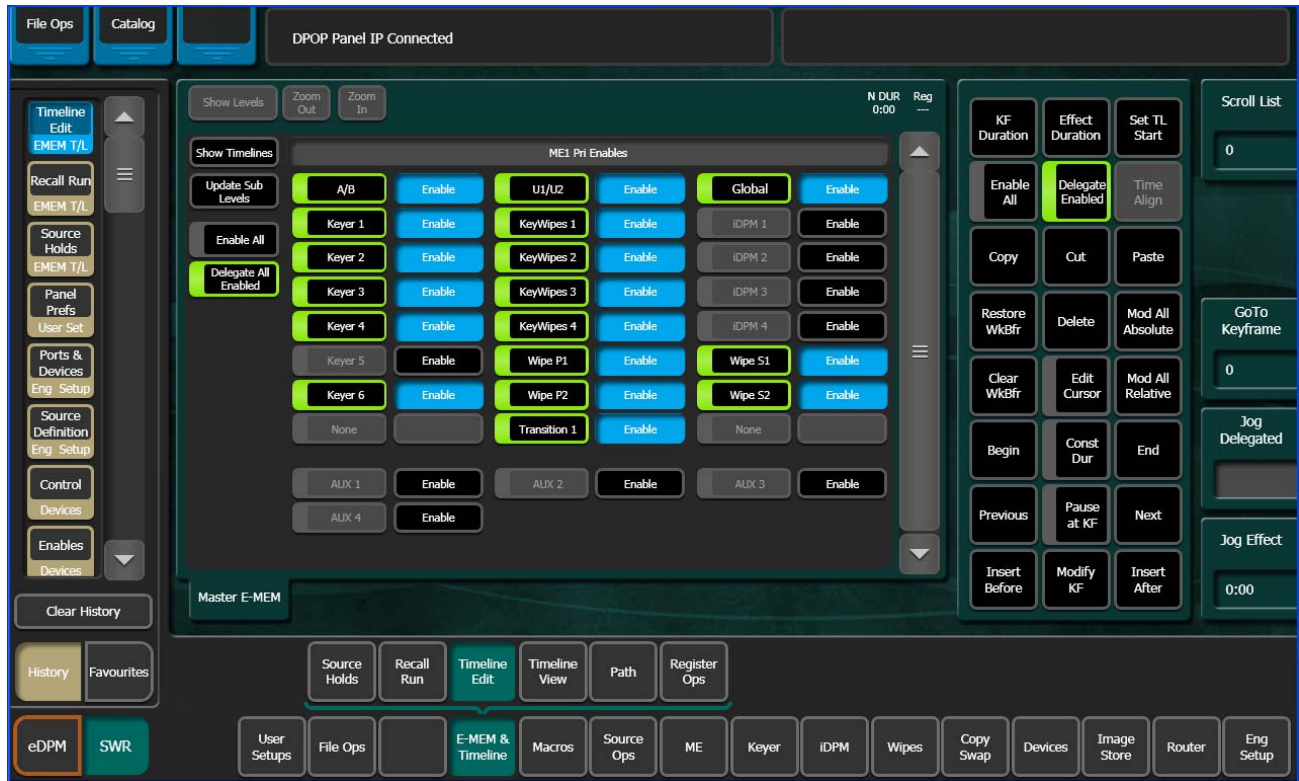 File Ops
Catalog
DPOP Panel IP Connected
Timeline
Edit
EMEM T/L
Recall Run
EMEM T/L
Source
Holds
EMEM T/L
Panel
Prefs
User Set
Ports &
Devices
Eng Setup
Source
Definition
Eng Setup
Control
Devices
Enables
Devices
Clear History
History
Favourites
eDPM
SWR
Show Levels
Zoom
Out
Zoom
In
N DUR
0:00
Reg
---
Show Timelines
Update Sub
Levels
Enable All
Delegate All
Enabled
ME1 Pri Enables
A/B Enable U1/U2 Enable Global Enable
Keyer 1 Enable KeyWipes 1 Enable iDPM 1 Enable
Keyer 2 Enable KeyWipes 2 Enable iDPM 2 Enable
Keyer 3 Enable KeyWipes 3 Enable iDPM 3 Enable
Keyer 4 Enable KeyWipes 4 Enable iDPM 4 Enable
Keyer 5 Enable Wipe P1 Enable Wipe S1 Enable
Keyer 6 Enable Wipe P2 Enable Wipe S2 Enable
None Transition 1 Enable None
AUX 1 Enable AUX 2 Enable AUX 3 Enable
AUX 4 Enable
Master E-MEM
KF
Duration
Effect
Duration
Set TL
Start
Enable
All
Delegate
Enabled
Time
Align
Copy
Cut
Paste
Restore
WkBfr
Delete
Mod All
Absolute
Clear
WkBfr
Edit
Cursor
Mod All
Relative
Begin
Const
Dur
End
Previous
Pause
at KF
Next
Insert
Before
Modify
KF
Insert
After
Scroll List
0
GoTo
Keyframe
0
Jog
Delegated
Jog Effect
0:00
Source
Holds
Recall
Run
Timeline
Edit
Timeline
View
Path
Register
Ops
User
Setups
File Ops
E-MEM &
Timeline
Macros
Source
Ops
ME
Keyer
iDPM
Wipes
Copy
Swap
Devices
Image
Store
Router
Eng
Setup